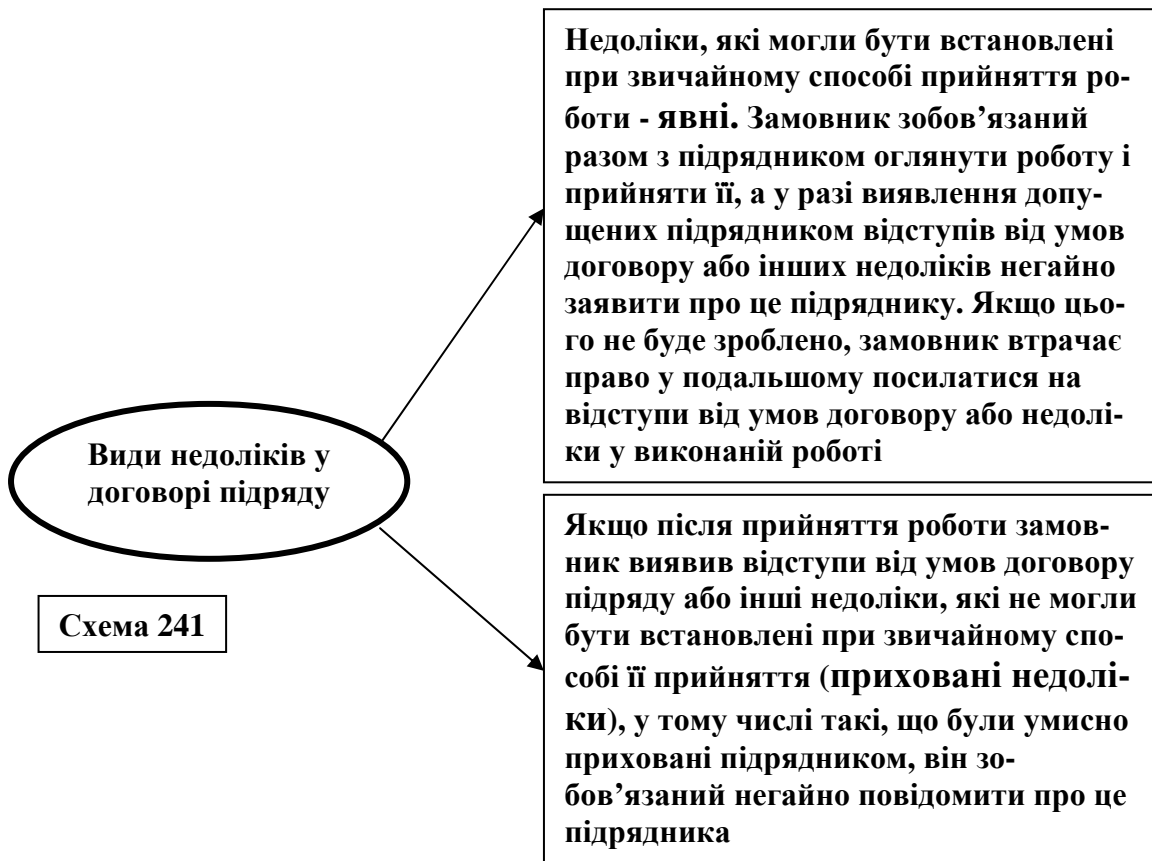 Недоліки, які могли бути встановлені
при звичайному способі прийняття ро-
боти - явні. Замовник зобов’язаний
разом з підрядником оглянути роботу і
прийняти її, а у разі виявлення допу-
щених підрядником відступів від умов
договору або інших недоліків негайно
заявити про це підряднику. Якщо цьо-
го не буде зроблено, замовник втрачає
право у подальшому посилатися на
відступи від умов договору або недолі-
ки у виконаній роботі
Види недоліків у
договорі підряду
Схема 241
Якщо після прийняття роботи замов-
ник виявив відступи від умов договору
підряду або інші недоліки, які не могли
бути встановлені при звичайному спо-
собі її прийняття (приховані недолі-
ки), у тому числі такі, що були умисно
приховані підрядником, він зо-
бов’язаний негайно повідомити про це
підрядника